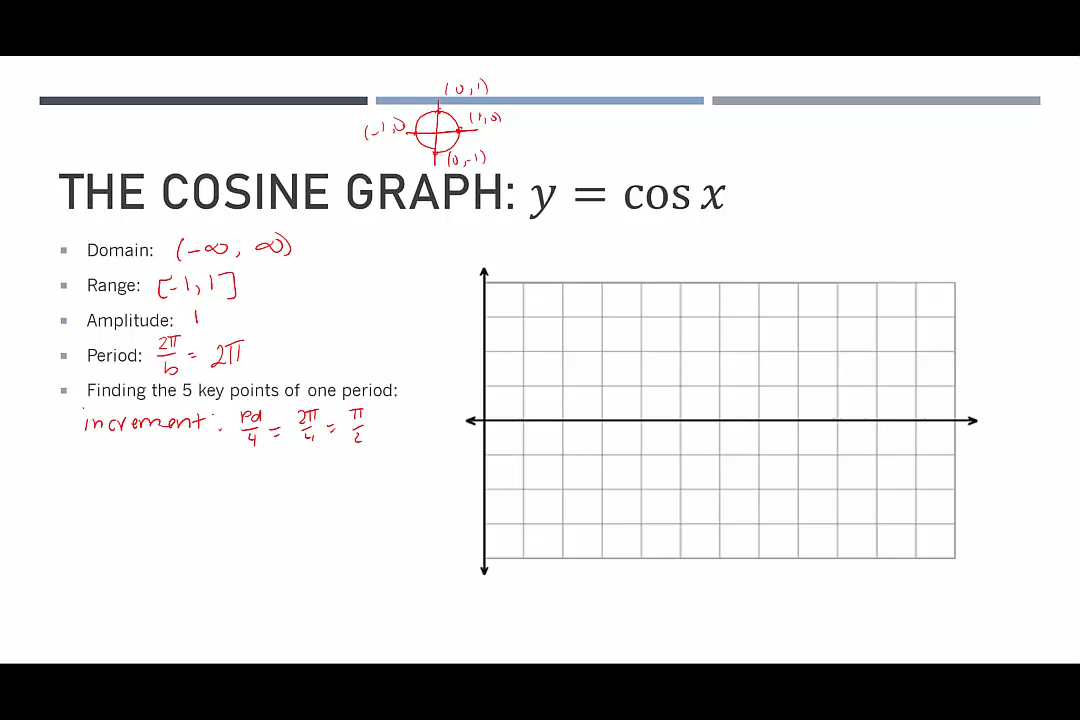 (0, 1)
(-1, 0) (1, 0)
(0, -1)
THE COSINE GRAPH: y = cos x
Domain: (-∞, ∞)
Range: [-1, 1]
Amplitude: 1
Period: 2π/b = 2π
Finding the 5 key points of one period:
increment: Pd/4 = 2π/4 = π/2